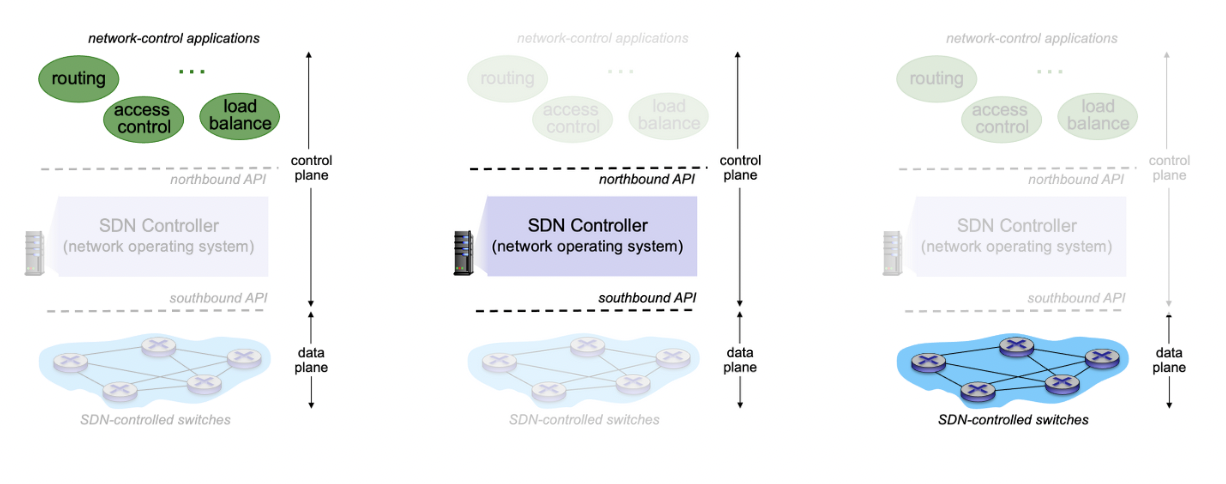 network-control applications
routing
. . .
access
control
load
balance
control
plane
northbound API
SDN Controller
(network operating system)
southbound API
data
plane
SDN-controlled switches
network-control applications
routing
. . .
access
control
load
balance
control
plane
northbound API
SDN Controller
(network operating system)
southbound API
data
plane
SDN-controlled switches
network-control applications
routing
. . .
access
control
load
balance
control
plane
northbound API
SDN Controller
(network operating system)
southbound API
data
plane
SDN-controlled switches